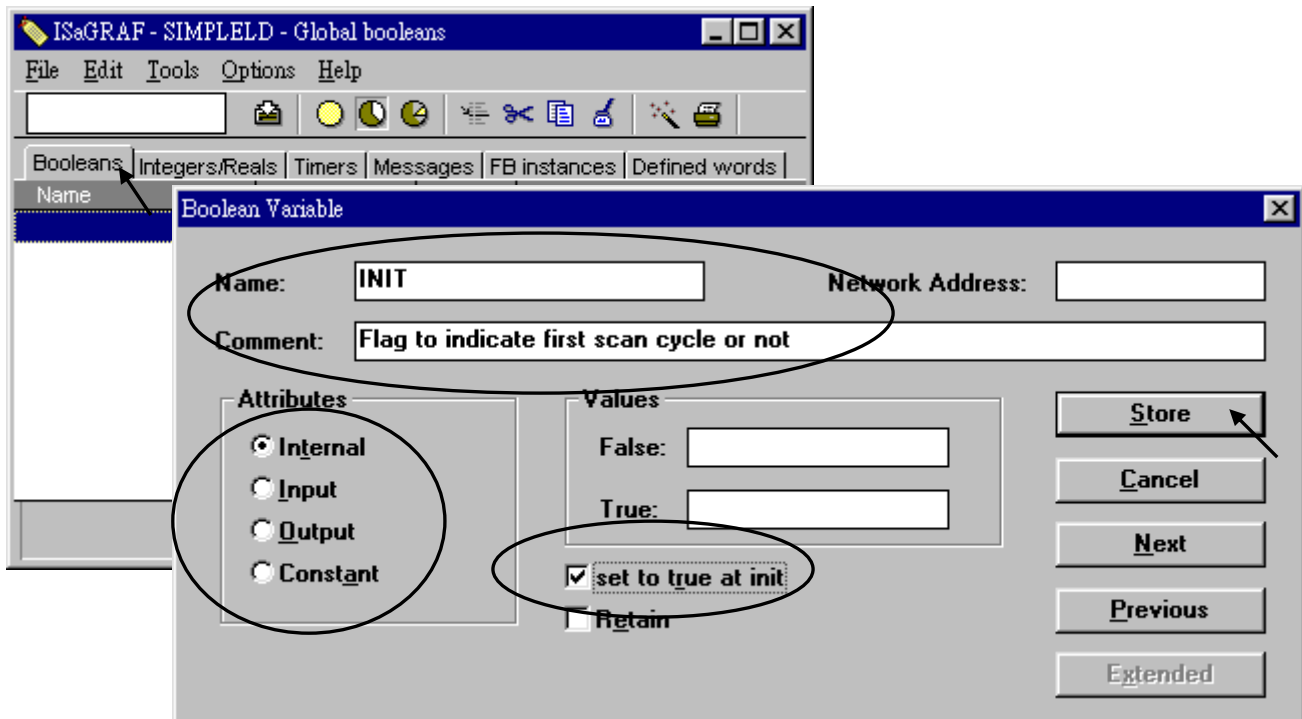 ISaGRAF - SIMPLELD - Global booleans
File Edit Tools Options Help
Booleans Integers/Reals Timers Messages FB instances Defined words
Name
Boolean Variable
Name: INIT Network Address:
Comment: Flag to indicate first scan cycle or not
Attributes Values
Store
Internal False:
Input Cancel
True:
Output
Next
Constant set to true at init
Retain Previous
Extended